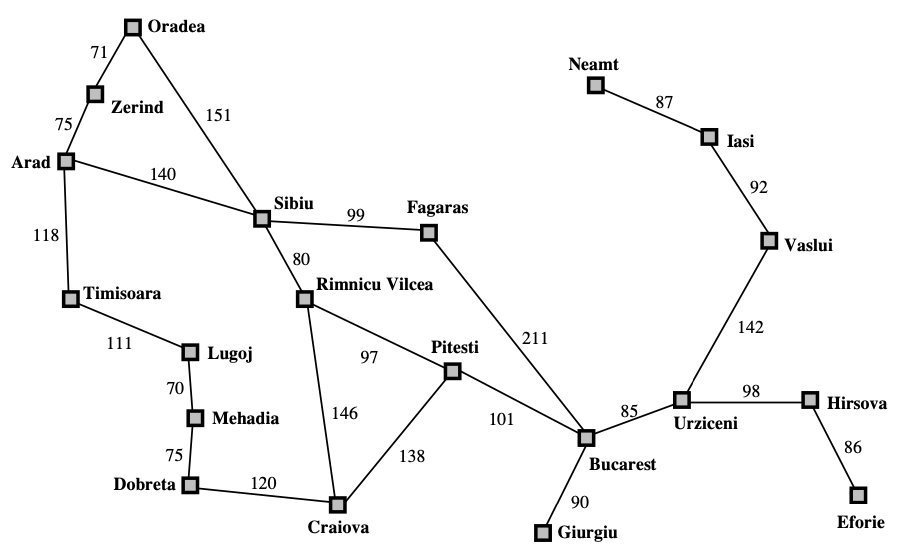 Oradea
71
Neamt
87
Zerind
151
75
Iasi
Arad
140
92
Sibiu
99
Fagaras
118
Vaslui
80
Timisoara
Rimnicu Vilcea
142
111
211
Lugoj
97
Pitesti
70
98
Mehadia
146
101
85
Urziceni
Hirsova
75
138
86
Dobreta
120
Bucarest
90
Craiova
Giurgiu
Eforie